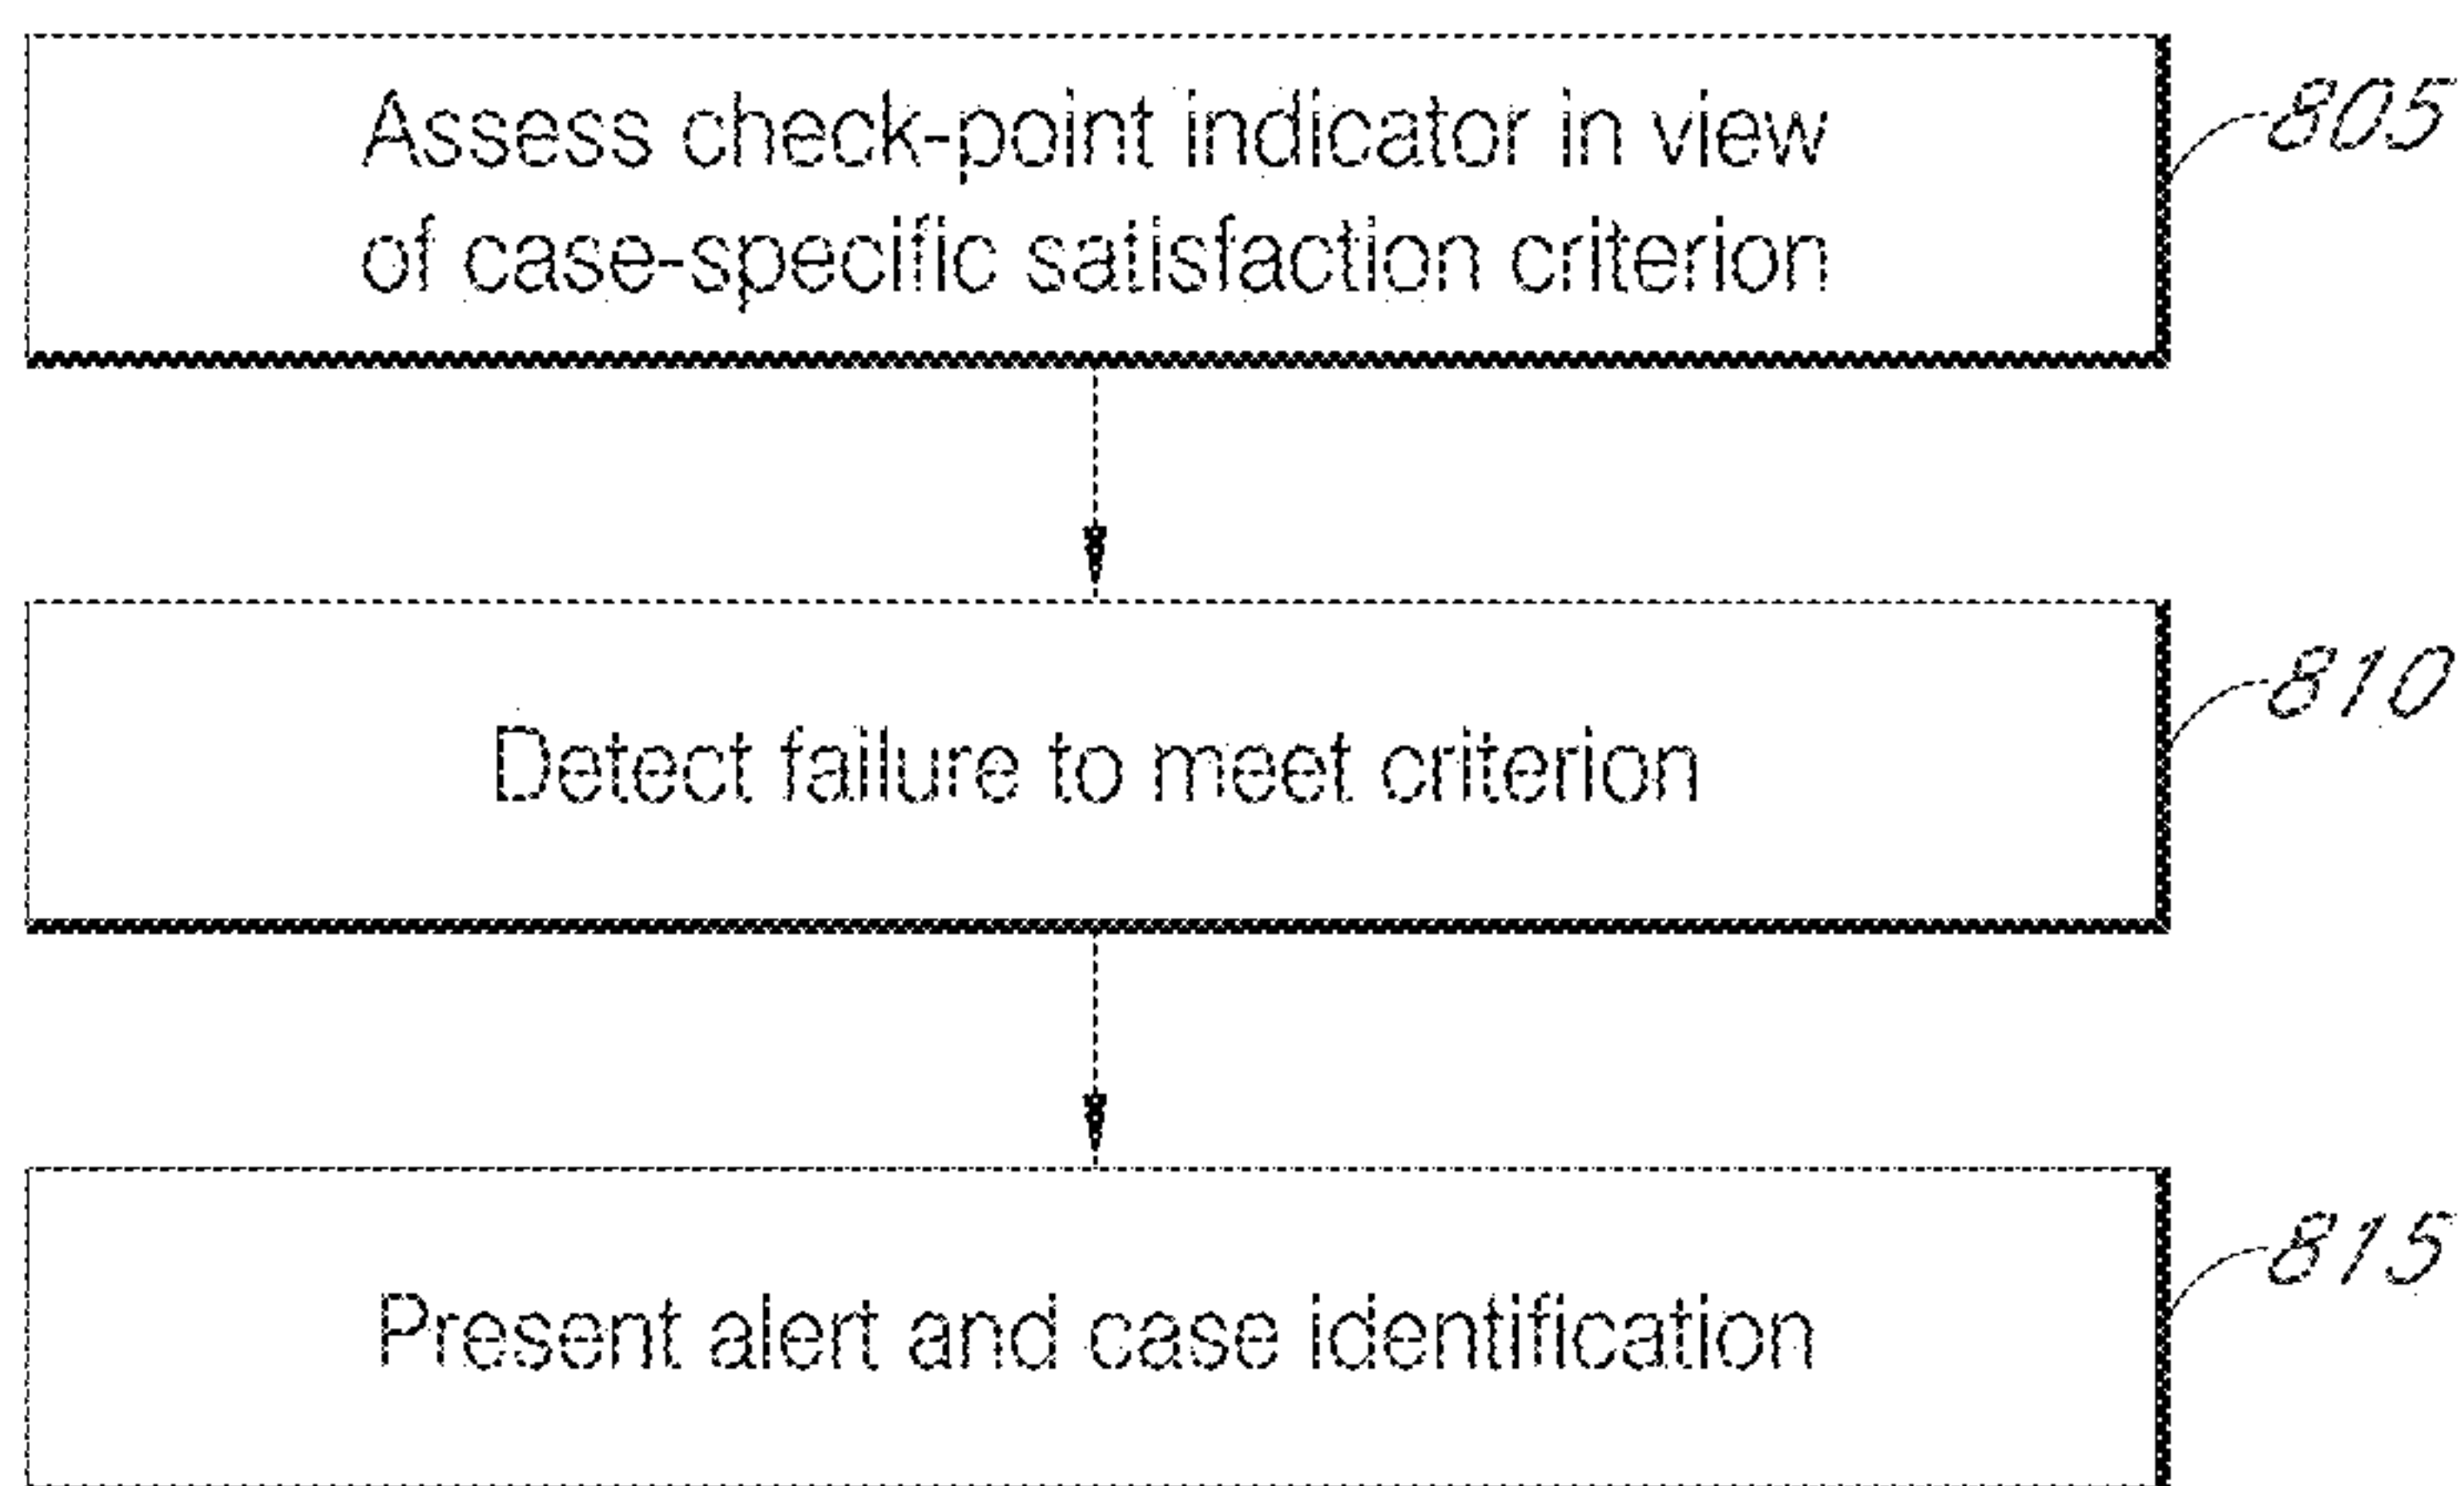 Assess check-point indicator in view
of case-specific satisfaction criterion
805
Detect failure to meet criterion
810
Present alert and case identification
815